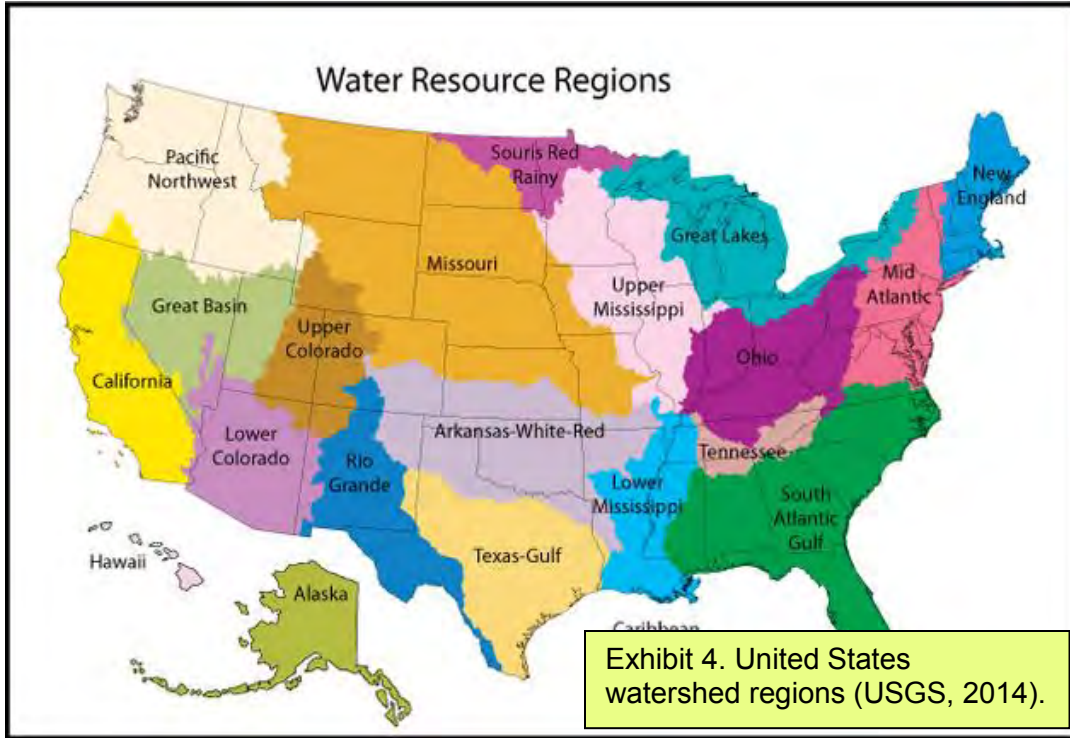 Water Resource Regions
Pacific
Northwest
Souris Red
Rainy
New
England
Great Lakes
Missouri
Mid
Atlantic
Great Basin
Upper
Mississippi
Upper
Colorado
Ohio
California
Arkansas-White-Red
Lower
Colorado
Tennessee
Rio
Grande
Lower
Mississippi
South
Atlantic
Gulf
Texas-Gulf
Hawaii
Alaska
Caribbean
Exhibit 4. United States
watershed regions (USGS, 2014).